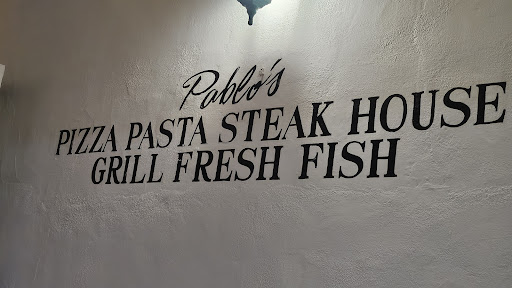 Pablo's
PIZZA PASTA STEAK HOUSE
GRILL FRESH FISH